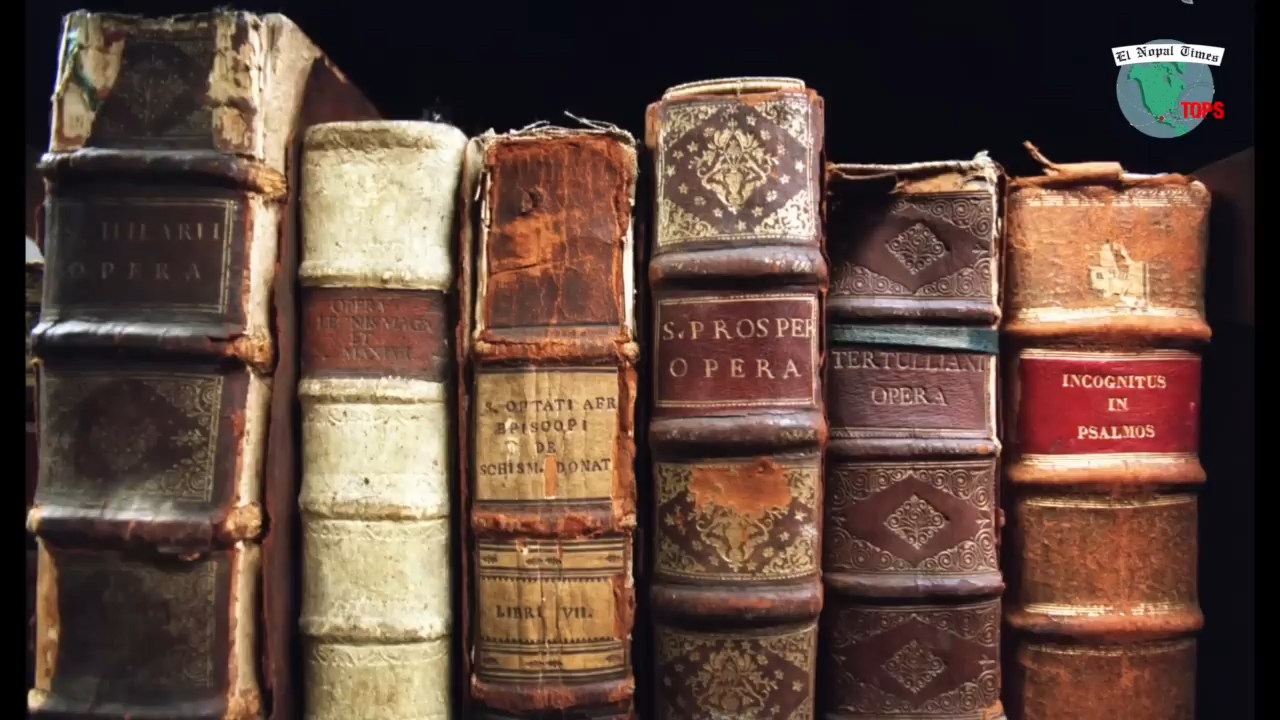 El Nopal Times
TOPS
S. HILARII
OPERA
OPERA
ET
MAXIMI
S. OPTATI AFR
EPISCOPI
DE
SCHISM. DONAT
LIBRI VII.
S. PROSPER
OPERA
TERTULLIANI
OPERA
INCOGNITUS
IN
PSALMOS